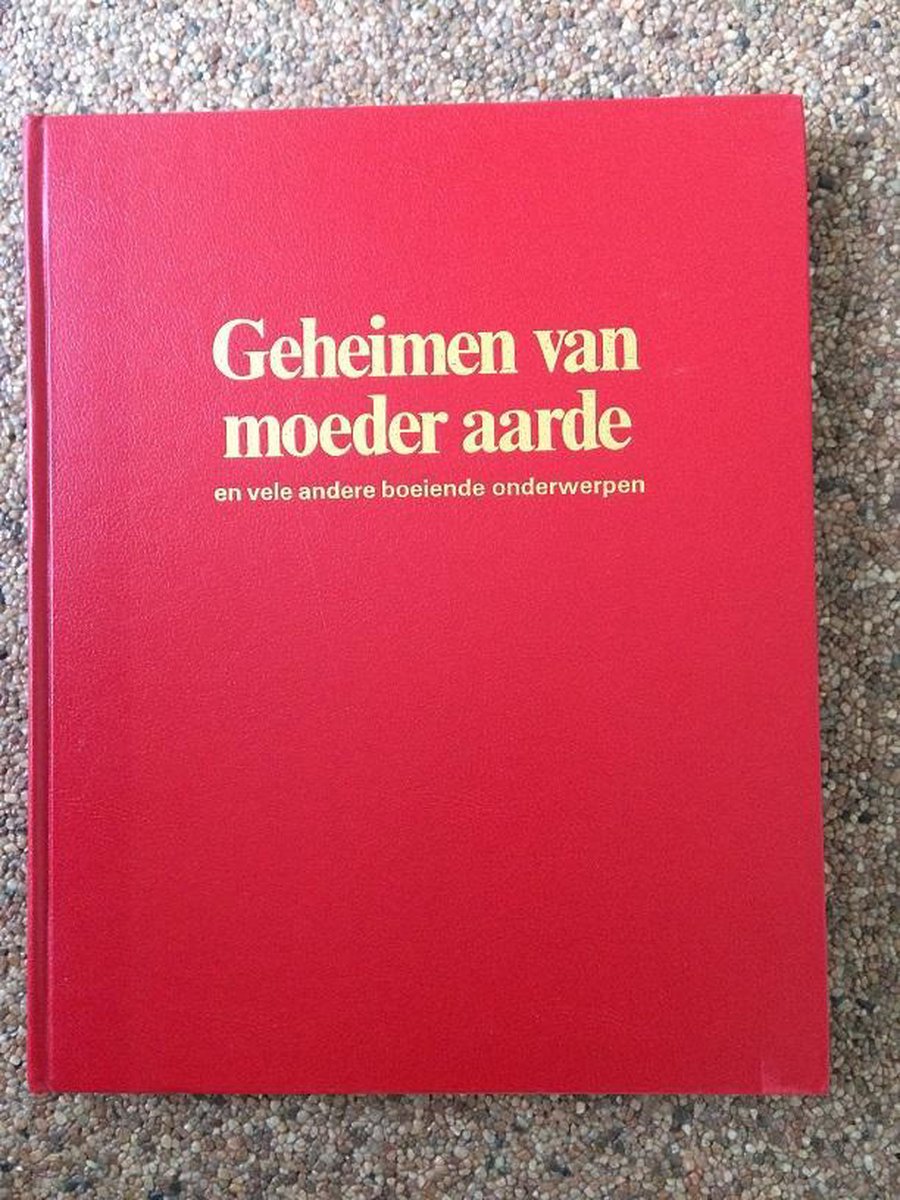 Geheimen van
moeder aarde
en vele andere boeiende onderwerpen